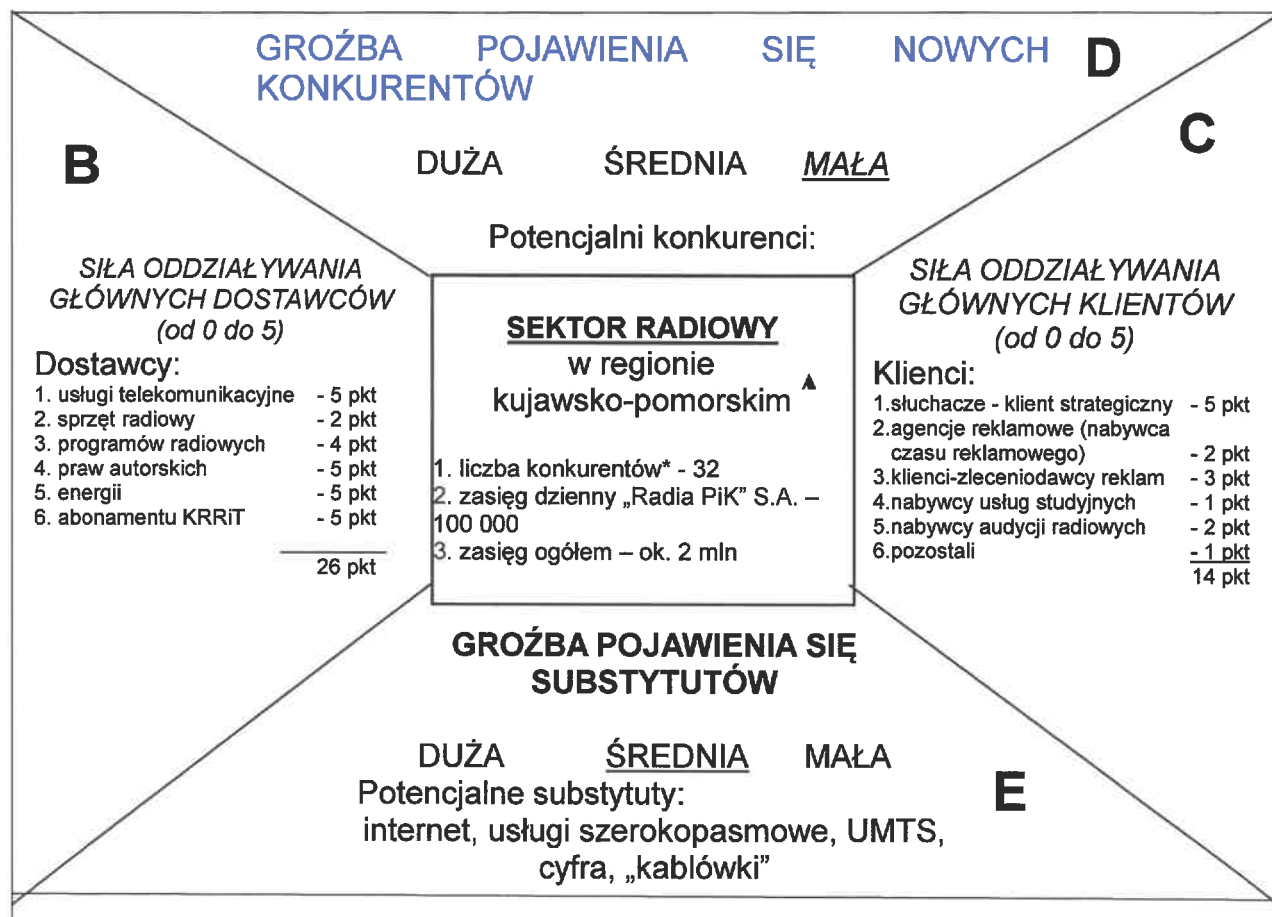 GROŹBA POJAWIENIA SIĘ NOWYCH
KONKURENTÓW
D
DUŻA ŚREDNIA MAŁA
Potencjalni konkurenci:
B
SIŁA ODDZIAŁYWANIA
GŁÓWNYCH DOSTAWCÓW
(od 0 do 5)
Dostawcy:
1. usługi telekomunikacyjne - 5 pkt
2. sprzęt radiowy - 2 pkt
3. programów radiowych - 4 pkt
4. praw autorskich - 5 pkt
5. energii - 5 pkt
6. abonamentu KRRiT - 5 pkt
26 pkt
SEKTOR RADIOWY
w regionie
kujawsko-pomorskim
1. liczba konkurentów* - 32
2. zasięg dzienny „Radia PiK” S.A. –
100 000
3. zasięg ogółem – ok. 2 mln
C
SIŁA ODDZIAŁYWANIA
GŁÓWNYCH KLIENTÓW
(od 0 do 5)
Klienci:
1.słuchacze - klient strategiczny - 5 pkt
2.agencje reklamowe (nabywca
czasu reklamowego) - 2 pkt
3.klienci-zleceniodawcy reklam - 3 pkt
4.nabywcy usług studyjnych - 1 pkt
5.nabywcy audycji radiowych - 2 pkt
6.pozostali - 1 pkt
14 pkt
GROŹBA POJAWIENIA SIĘ
SUBSTYTUTÓW
DUŻA ŚREDNIA MAŁA
E
Potencjalne substytuty:
internet, usługi szerokopasmowe, UMTS,
cyfra, „kablówki”